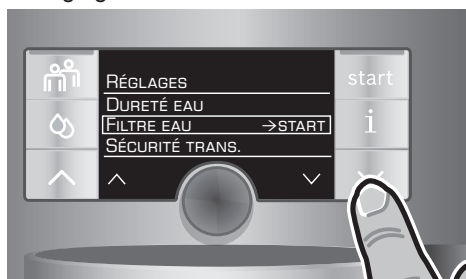 RÉGLAGES
DURETÉ EAU
FILTRE EAU →START
SÉCURITÉ TRANS.
start
i